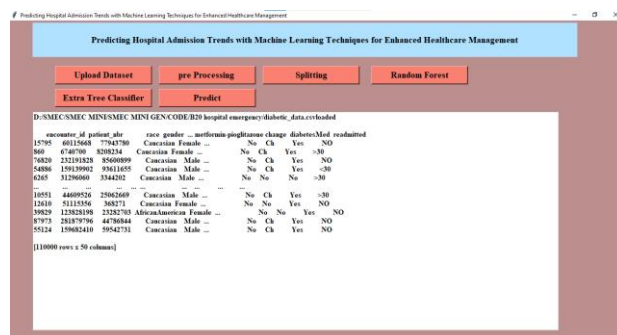 Predicting Hospital Admission Trends with Machine Learning Techniques for Enhanced Healthcare Management
Predicting Hospital Admission Trends with Machine Learning Techniques for Enhanced Healthcare Management
Upload Dataset pre Processing Splitting Random Forest
Extra Tree Classifier Predict
D:/SMEC/SMEC MINI/SMEC MINI GEN/CODE/B20 hospital emergency/diabetic_data.csvloaded
encounter_id patient_nbr race gender ... metformin-pioglitazone change diabetesMed readmitted
15795 60115668 77943780 Caucasian Female ... No Ch Yes NO
860 6740700 8208234 Caucasian Female ... No Ch Yes >30
76820 232191828 85600899 Caucasian Male ... No Ch Yes NO
54886 159139902 93611655 Caucasian Male ... No Ch Yes <30
6265 31296060 3344202 Caucasian Male ... No No No >30
... ... ... ... ... ... ... ... ... ...
10551 44609526 25062669 Caucasian Male ... No Ch Yes >30
12610 51115356 368271 Caucasian Female ... No No Yes NO
39829 123828198 23282703 AfricanAmerican Female ... No No Yes NO
87973 281879796 44786844 Caucasian Male ... No Ch Yes NO
55124 159682410 59542731 Caucasian Male ... No Ch Yes NO
[110000 rows x 50 columns]